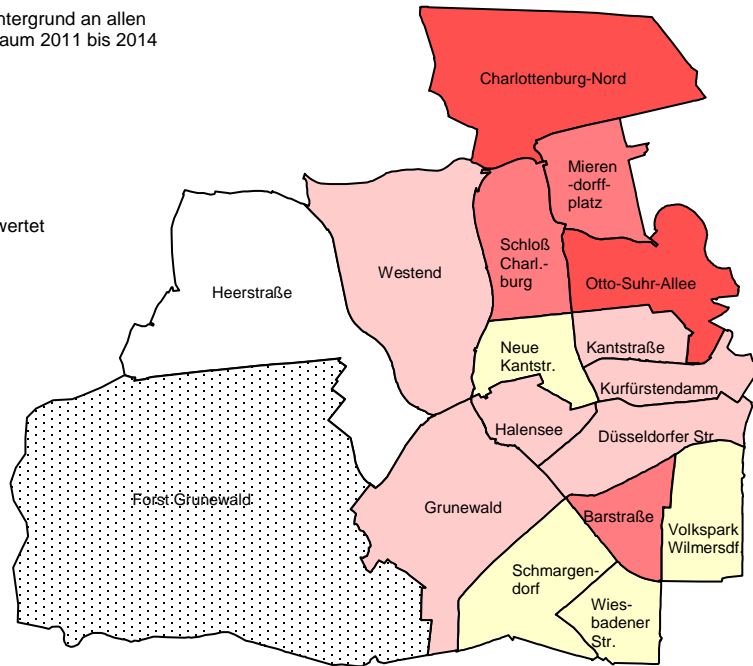 ntergrund an allen
aum 2011 bis 2014
Charlottenburg-Nord
Mieren
-dorff-
platz
wertet
Schloß
Charl.-
burg
Westend
Heerstraße
Otto-Suhr-Allee
Neue
Kantstr.
Kantstraße
Kurfürstendamm
Halensee
Düsseldorfer Str.
Forst Grunewald
Grunewald
Barstraße
Volkspark
Wilmersdf.
Schmargen-
dorf
Wies-
badener
Str.